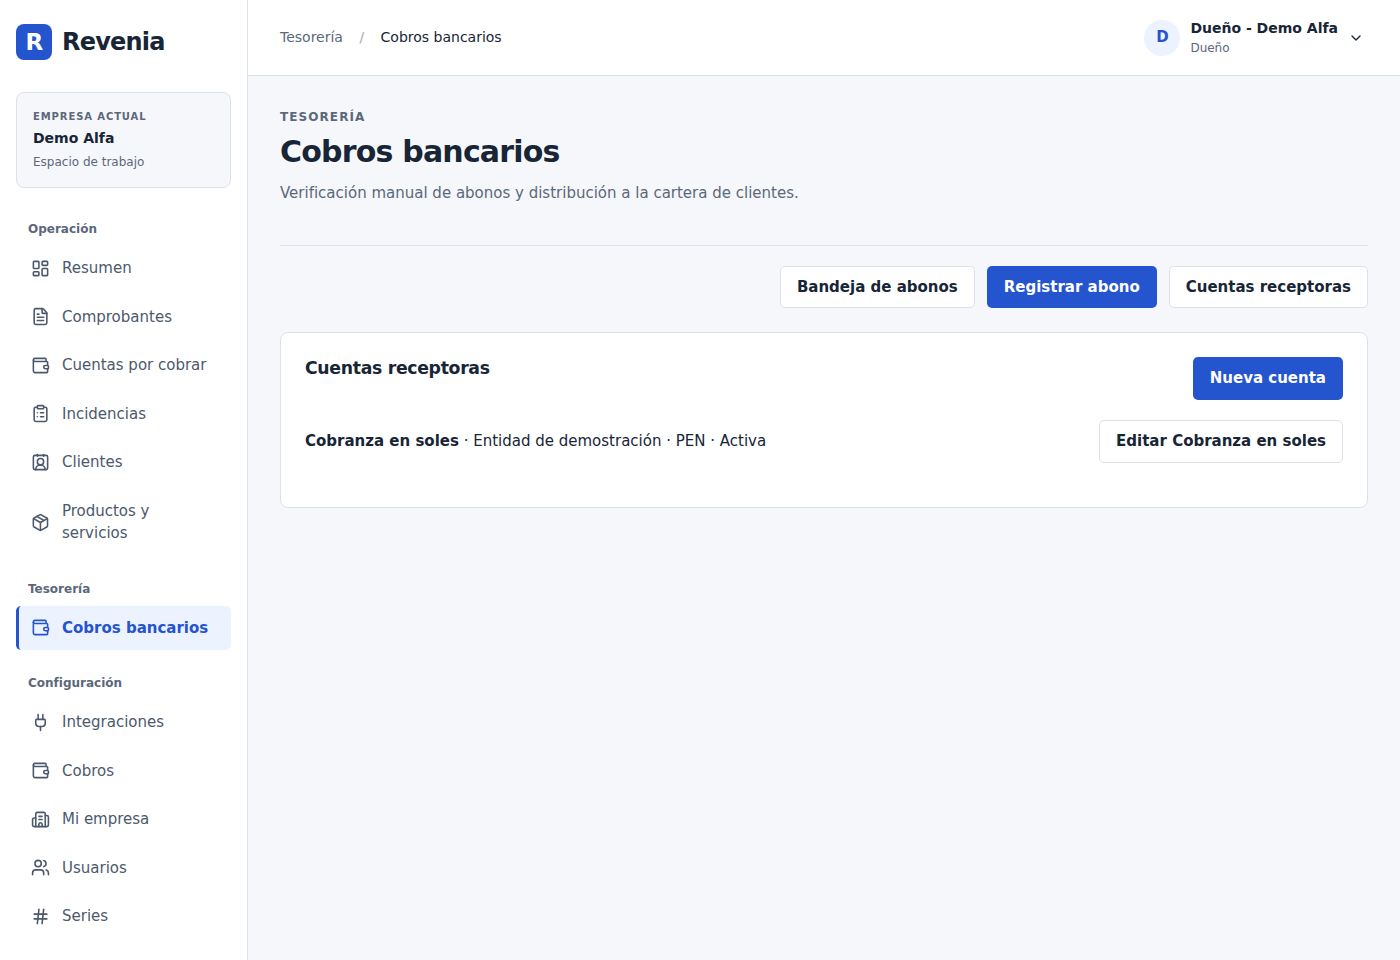 R Revenia
EMPRESA ACTUAL
Demo Alfa
Espacio de trabajo
Operación
Resumen
Comprobantes
Cuentas por cobrar
Incidencias
Clientes
Productos y
servicios
Tesorería
Cobros bancarios
Configuración
Integraciones
Cobros
Mi empresa
Usuarios
Series
Tesorería / Cobros bancarios
D
Dueño - Demo Alfa
Dueño
TESORERÍA
Cobros bancarios
Verificación manual de abonos y distribución a la cartera de clientes.
Bandeja de abonos
Registrar abono
Cuentas receptoras
Cuentas receptoras
Nueva cuenta
Cobranza en soles · Entidad de demostración · PEN · Activa
Editar Cobranza en soles